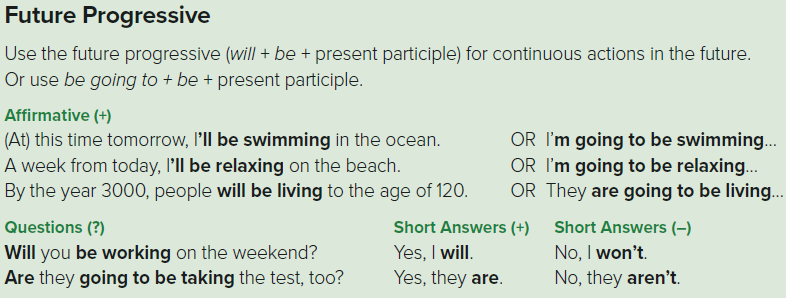 Future Progressive
Use the future progressive (will + be + present participle) for continuous actions in the future.
Or use be going to + be + present participle.
Affirmative (+)
(At) this time tomorrow, I'll be swimming in the ocean. OR I'm going to be swimming...
A week from today, I'll be relaxing on the beach. OR I'm going to be relaxing...
By the year 3000, people will be living to the age of 120. OR They are going to be living...
Questions (?) Short Answers (+) Short Answers (–)
Will you be working on the weekend? Yes, I will. No, I won't.
Are they going to be taking the test, too? Yes, they are. No, they aren't.